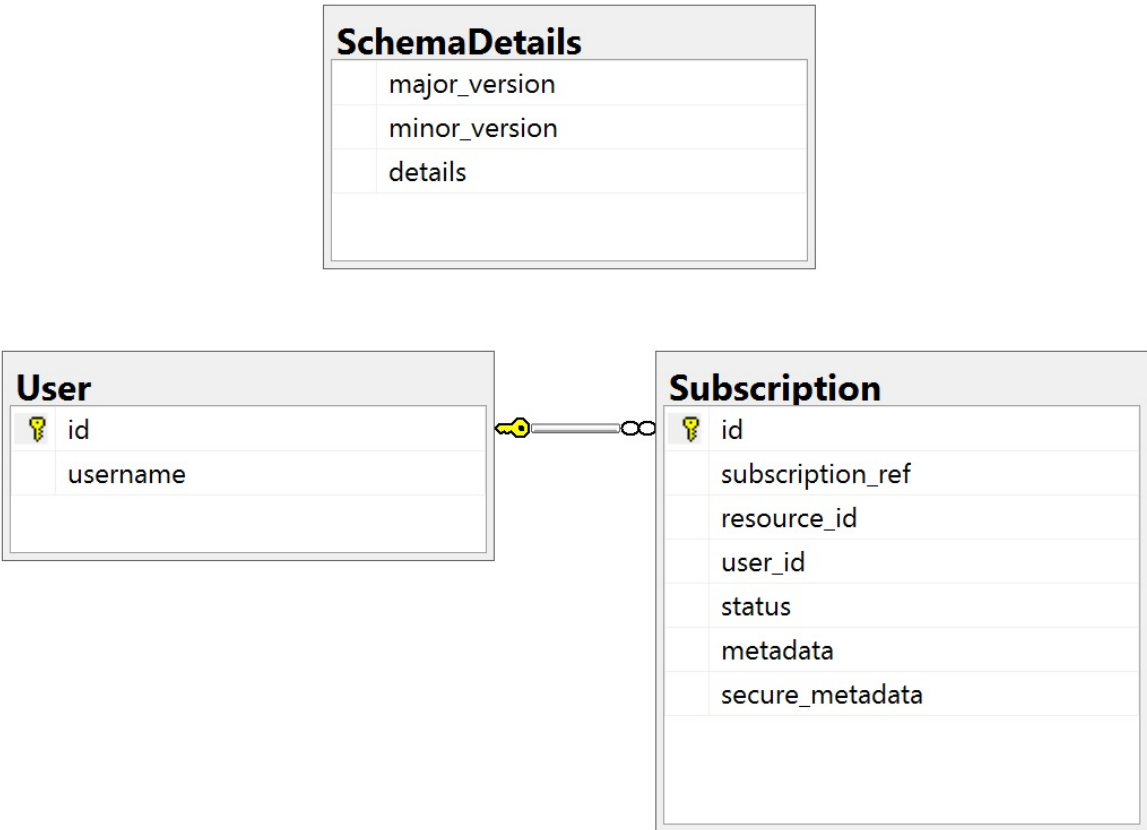 SchemaDetails
major_version
minor_version
details
User
id
username
Subscription
id
subscription_ref
resource_id
user_id
status
metadata
secure_metadata